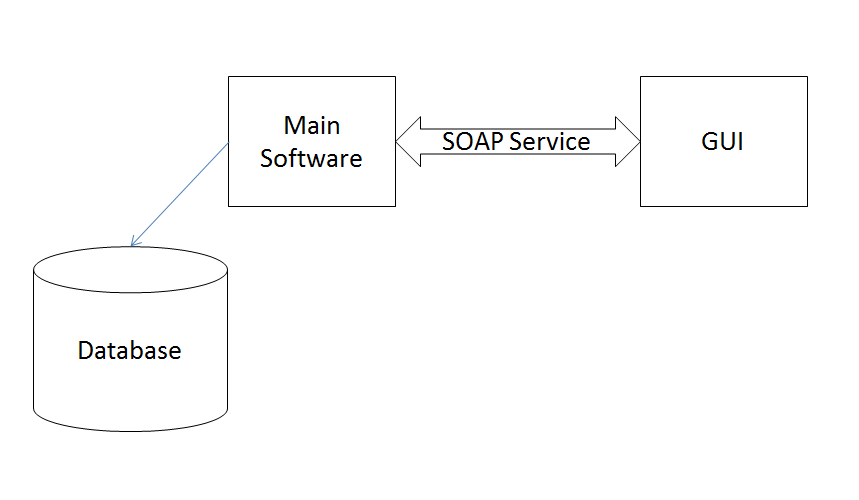 Main
Software
SOAP Service
GUI
Database